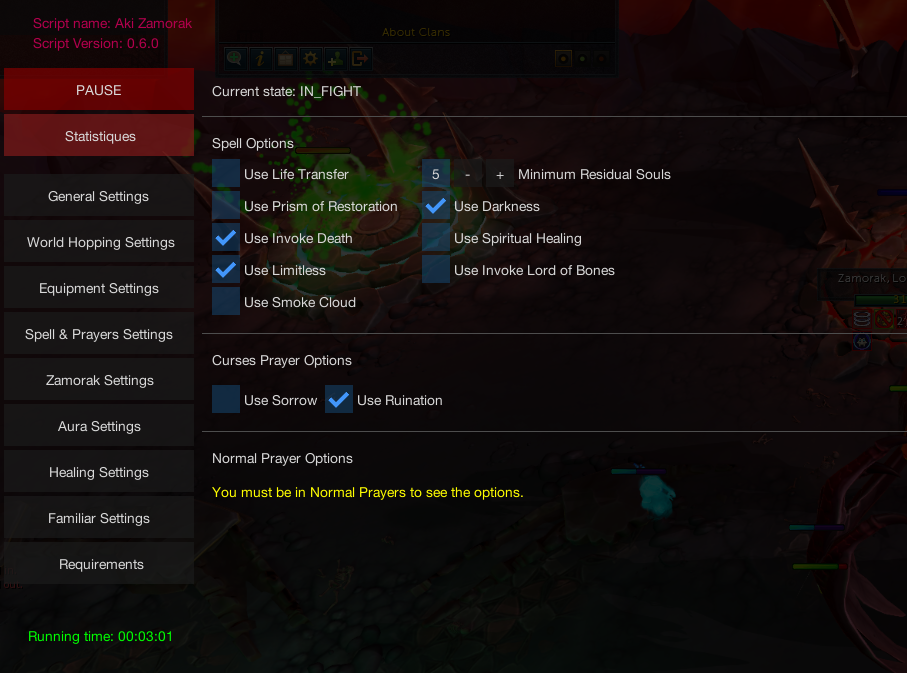 Script name: Aki Zamorak
Script Version: 0.6.0
About Clans
PAUSE
Statistiques
General Settings
World Hopping Settings
Equipment Settings
Spell & Prayers Settings
Zamorak Settings
Aura Settings
Healing Settings
Familiar Settings
Requirements
Running time: 00:03:01
Current state: IN_FIGHT
Spell Options
Use Life Transfer
5 - + Minimum Residual Souls
Use Prism of Restoration
Use Darkness
Use Invoke Death
Use Spiritual Healing
Use Limitless
Use Invoke Lord of Bones
Use Smoke Cloud
Curses Prayer Options
Use Sorrow
Use Ruination
Normal Prayer Options
You must be in Normal Prayers to see the options.
Zamorak, Lo